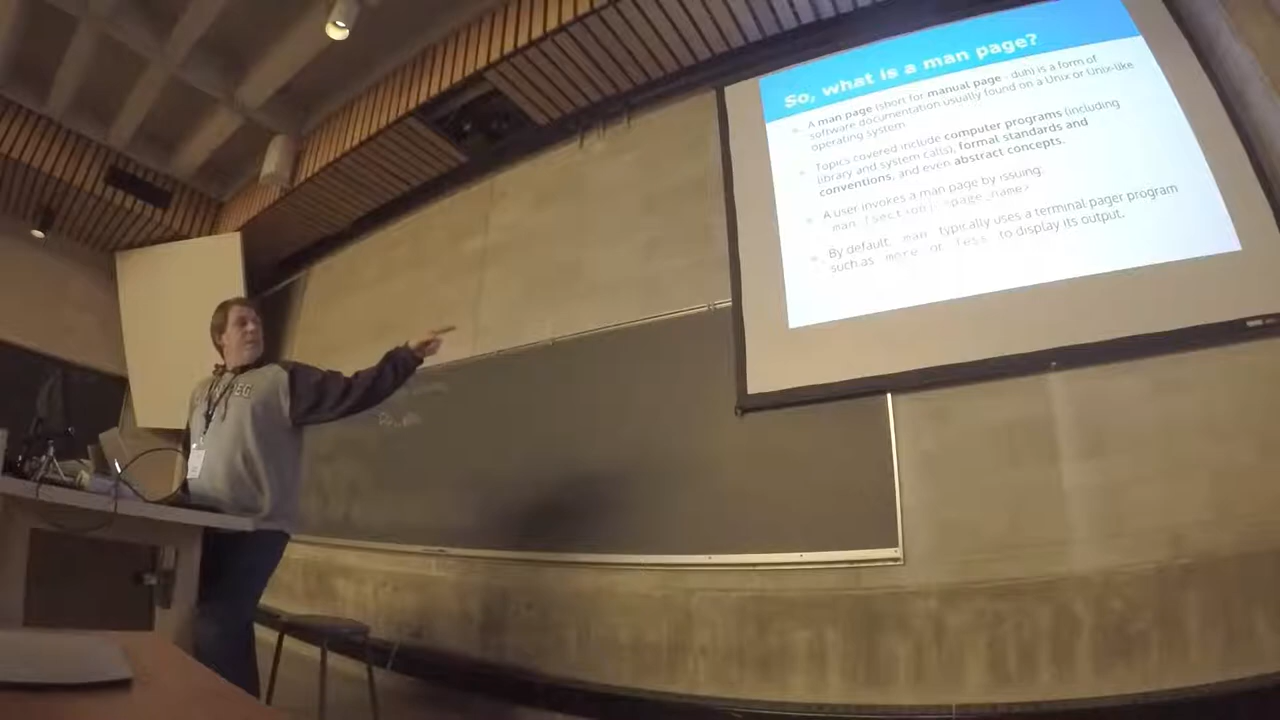 So, what is a man page?
A man page (short for manual page - duh) is a form of
software documentation usually found on a Unix or Unix-like
operating system
Topics covered include computer programs (including
library and system calls), formal standards and
conventions, and even abstract concepts.
A user invokes a man page by issuing:
man [section] <page_name>
By default, man typically uses a terminal pager program
such as more or less to display its output.